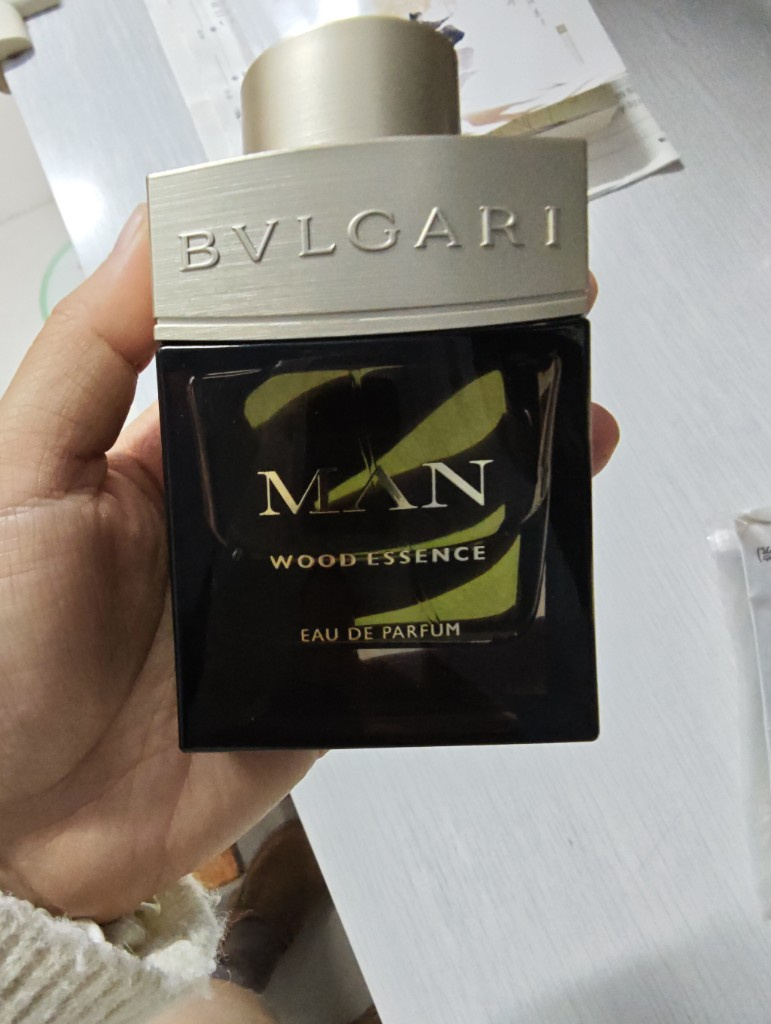 BVLGARI
MAN
WOOD ESSENCE
EAU DE PARFUM